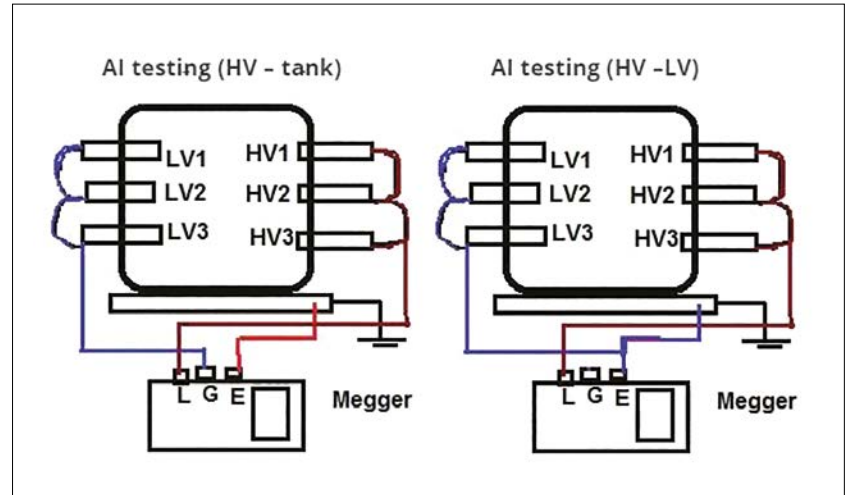 AI testing (HV – tank)
LV1
HV1
LV2
HV2
LV3
HV3
L G E
Megger
AI testing (HV –LV)
LV1
HV1
LV2
HV2
LV3
HV3
L G E
Megger